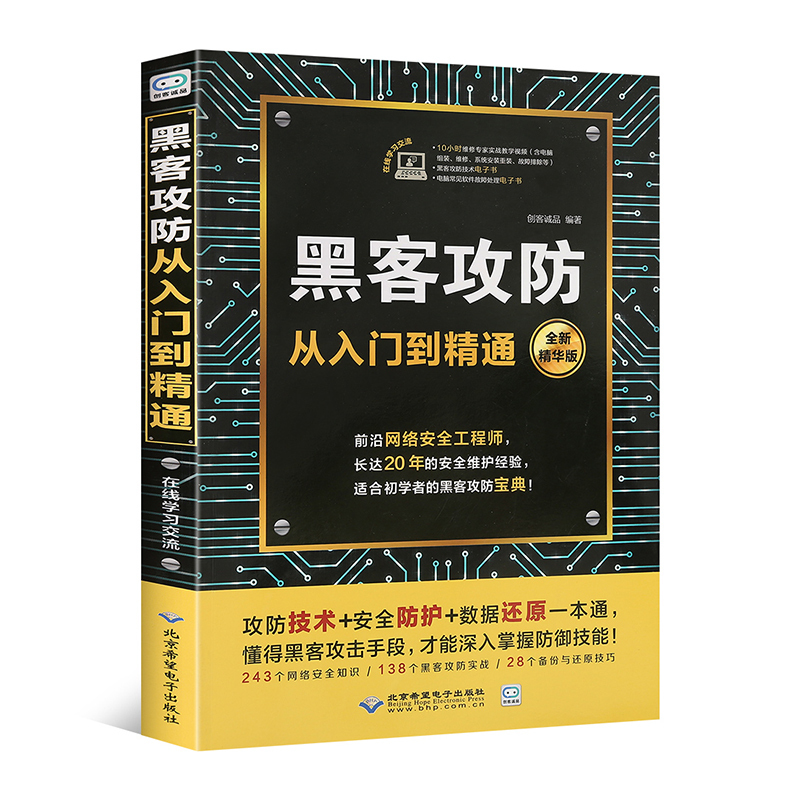 创客诚品
黑客攻防从入门到精通
在线学习交流
北京希望电子出版社
在线学习交流
·10小时维修专家实战教学视频（含电脑
组装、维修、系统安装重装、故障排除等）
·黑客攻防技术电子书
·电脑常见软件故障处理电子书
创客诚品 编著
黑客攻防
从入门到精通
全新
精华版
前沿网络安全工程师，
长达20年的安全维护经验，
适合初学者的黑客攻防宝典！
攻防技术+安全防护+数据还原一本通，
懂得黑客攻击手段，才能深入掌握防御技能！
243个网络安全知识 / 138个黑客攻防实战 / 28个备份与还原技巧
BHP
北京希望电子出版社
Beijing Hope Electronic Press
www.bhp.com.cn
创客诚品